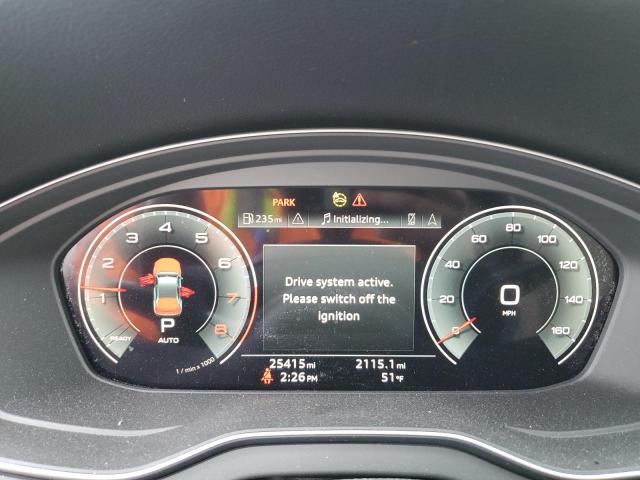 PARK
235mi
Initializing...
1 2 3 4 5 6 7 8
READY
P
AUTO
1 / min x 1000
Drive system active.
Please switch off the
ignition
0 20 40 60 80 100 120 140 160
0
MPH
25415mi 2115.1mi
2:26PM 51°F